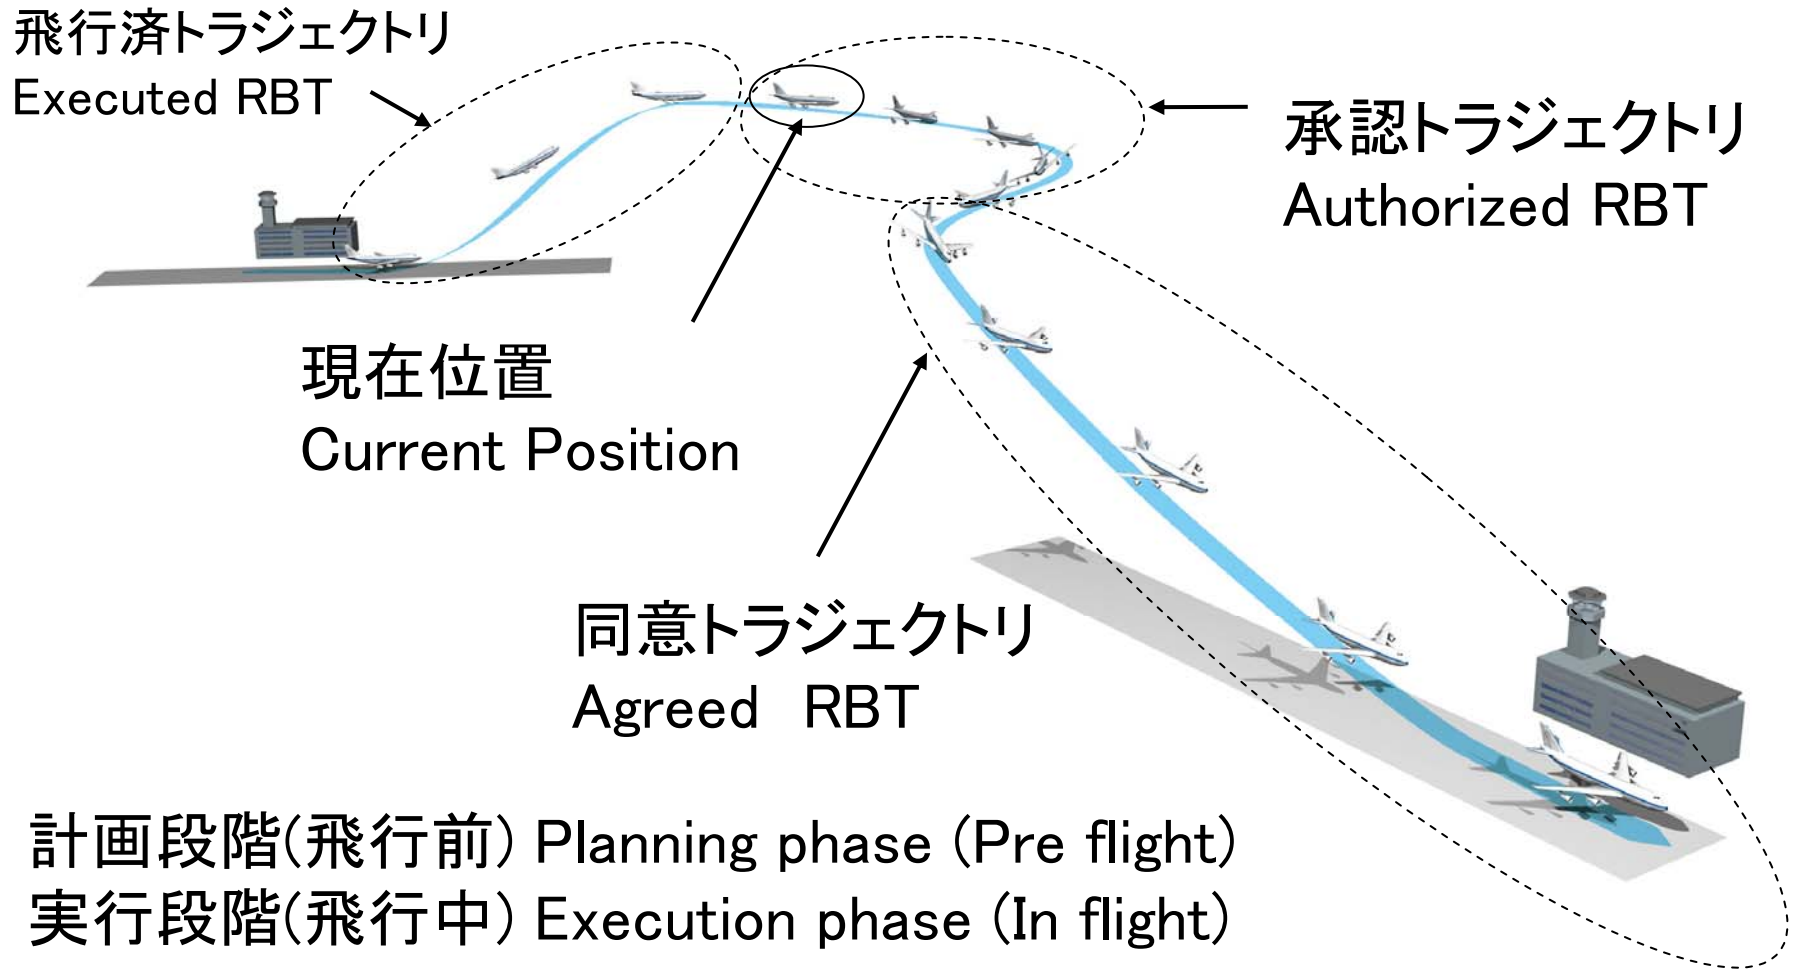 飛行済トラジェクトリ
Executed RBT
承認トラジェクトリ
Authorized RBT
現在位置
Current Position
同意トラジェクトリ
Agreed RBT
計画段階(飛行前) Planning phase (Pre flight)
実行段階(飛行中) Execution phase (In flight)